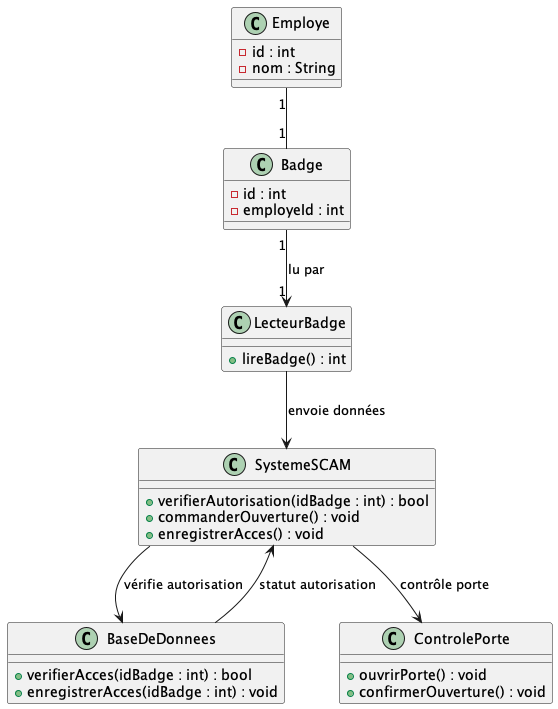 C Employe
id : int
nom : String
1
1
C Badge
id : int
employeId : int
1
lu par
1
C LecteurBadge
lireBadge() : int
envoie données
C SystemeSCAM
verifierAutorisation(idBadge : int) : bool
commanderOuverture() : void
enregistrerAcces() : void
vérifie autorisation
statut autorisation
contrôle porte
C BaseDeDonnees
verifierAcces(idBadge : int) : bool
enregistrerAcces(idBadge : int) : void
C ControlePorte
ouvrirPorte() : void
confirmerOuverture() : void